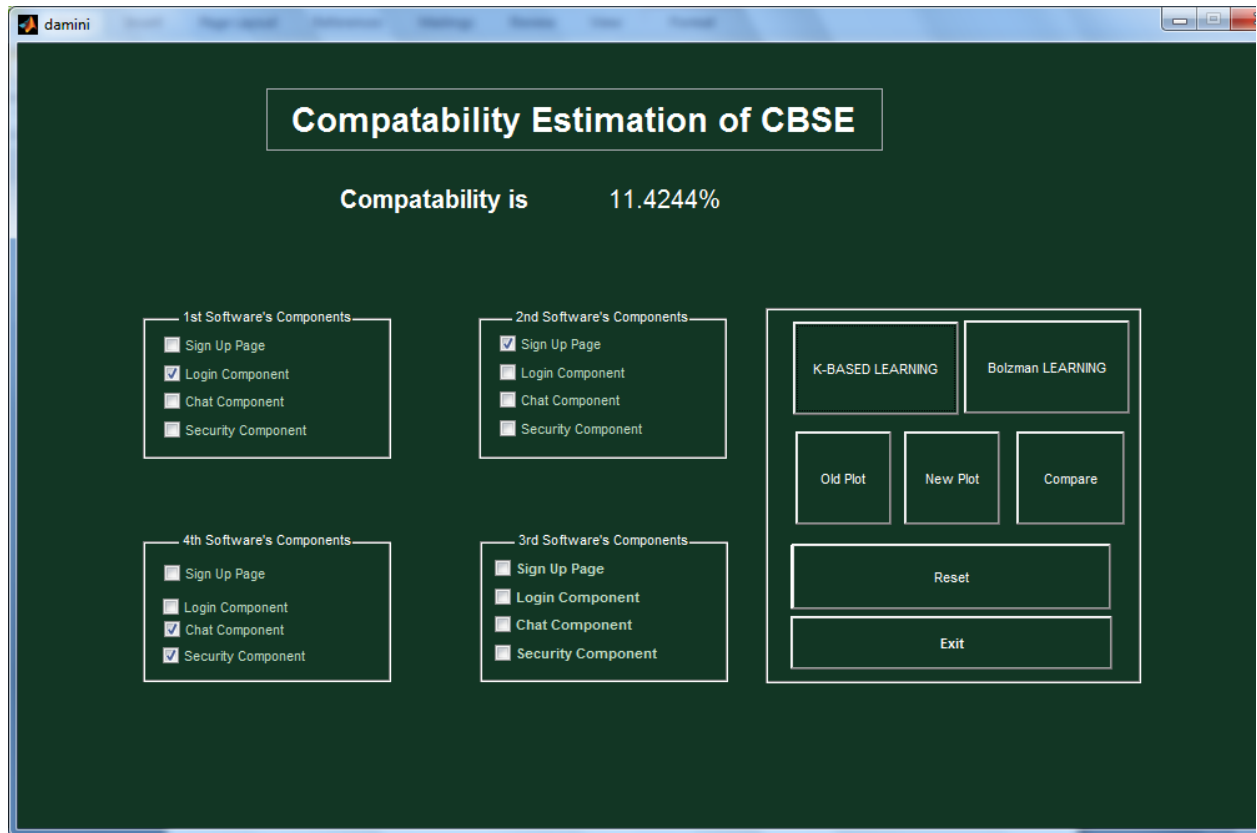 damini
Compatability Estimation of CBSE
Compatability is 11.4244%
1st Software's Components
Sign Up Page
Login Component
Chat Component
Security Component
2nd Software's Components
Sign Up Page
Login Component
Chat Component
Security Component
4th Software's Components
Sign Up Page
Login Component
Chat Component
Security Component
3rd Software's Components
Sign Up Page
Login Component
Chat Component
Security Component
K-BASED LEARNING
Bolzman LEARNING
Old Plot
New Plot
Compare
Reset
Exit